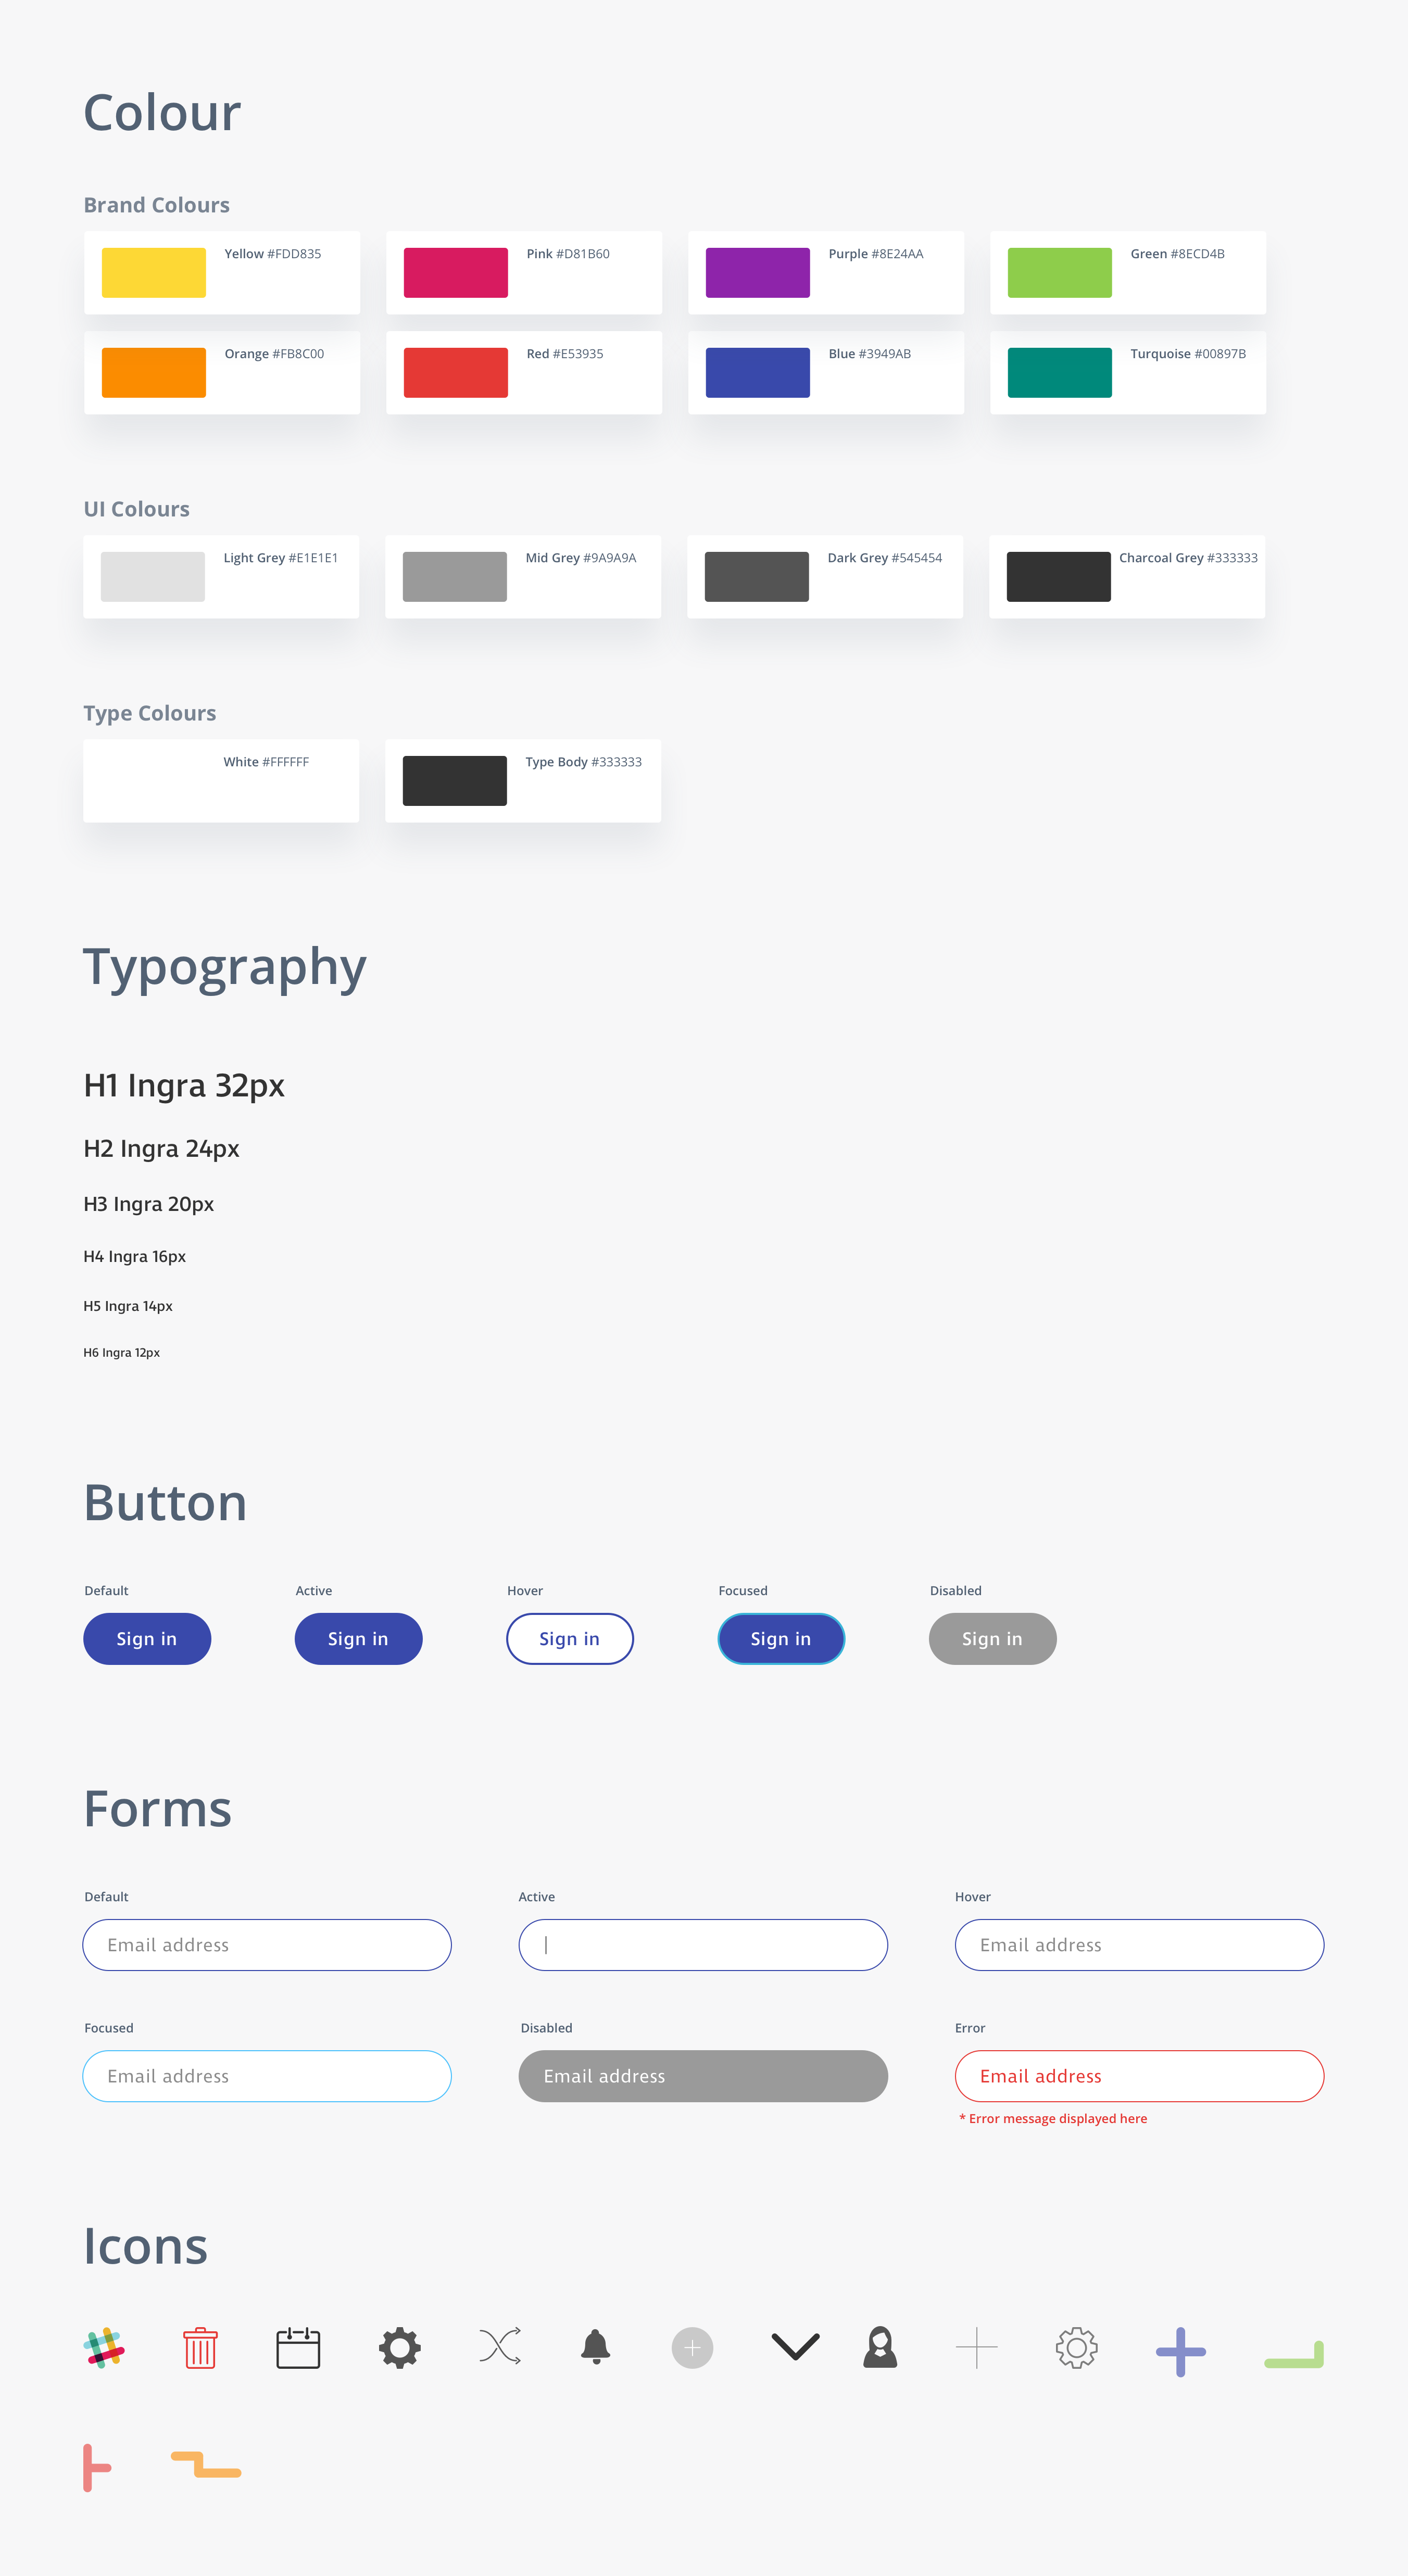 Colour
Brand Colours
Yellow #FDD835
Pink #D81B60
Purple #8E24AA
Green #8ECD4B
Orange #FB8C00
Red #E53935
Blue #3949AB
Turquoise #00897B
UI Colours
Light Grey #E1E1E1
Mid Grey #9A9A9A
Dark Grey #545454
Charcoal Grey #333333
Type Colours
White #FFFFFF
Type Body #333333
Typography
H1 Ingra 32px
H2 Ingra 24px
H3 Ingra 20px
H4 Ingra 16px
H5 Ingra 14px
H6 Ingra 12px
Button
Default
Active
Hover
Focused
Disabled
Sign in
Sign in
Sign in
Sign in
Sign in
Forms
Default
Active
Hover
Email address
Email address
Focused
Disabled
Error
Email address
Email address
Email address
* Error message displayed here
Icons